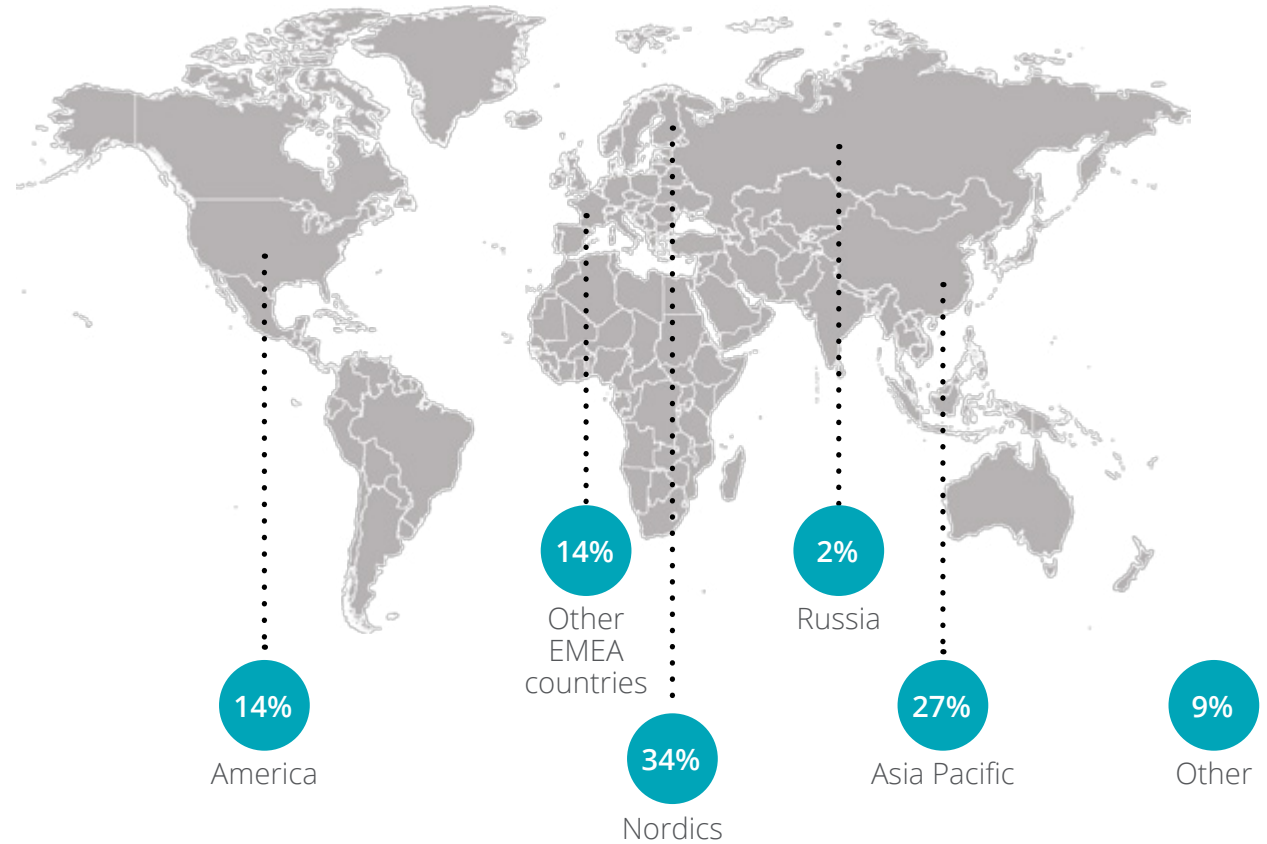 14%
Other
EMEA
countries
2%
Russia
14%
America
34%
Nordics
27%
Asia Pacific
9%
Other